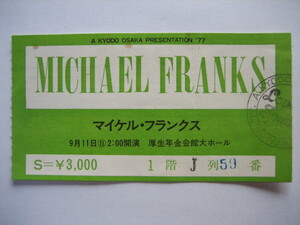 A KYODO OSAKA PRESENTATION '77
MICHAEL FRANKS
マイケル・フランクス
9月11日㊐2:00開演 厚生年金会館大ホール
S=¥3,000 1階 J 列59番